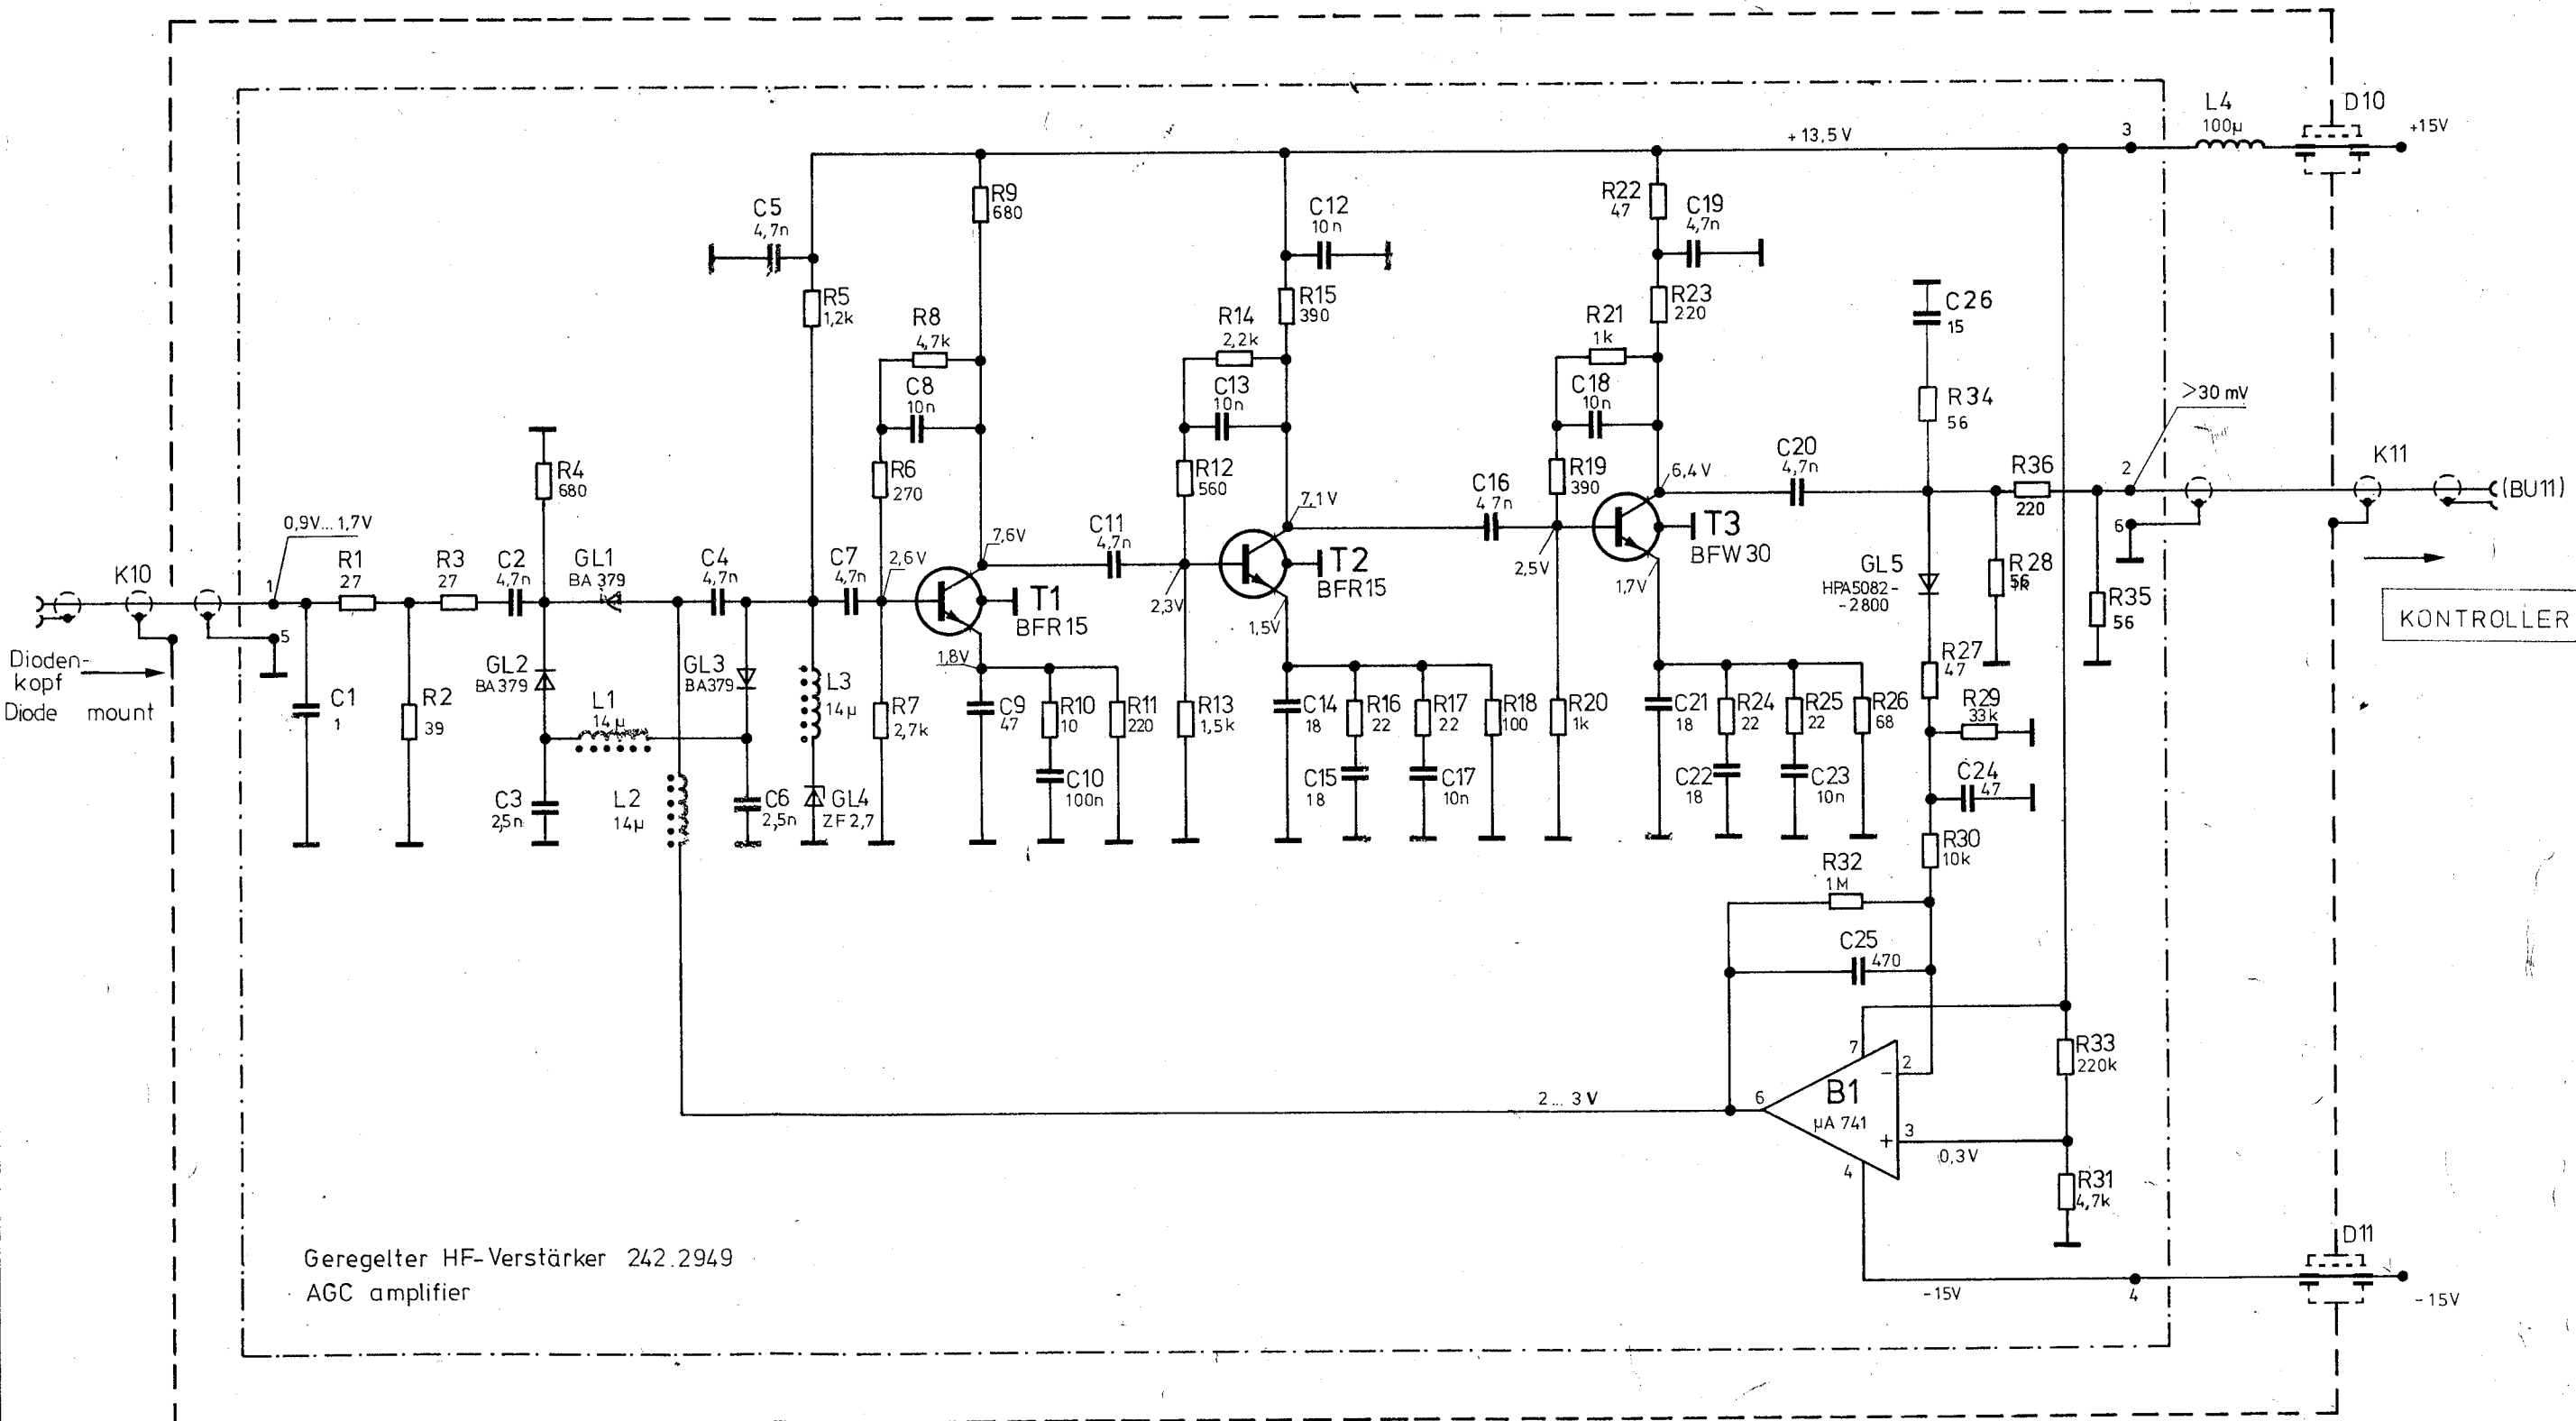 L4
100µ
D10
+15V
3
+13,5 V
R9
680
C5
4,7n
C12
10n
R22
47
C19
4,7n
R5
1,2k
R15
390
R23
220
C26
15
R8
4,7k
R14
2,2k
R21
1k
C8
10n
C13
10n
C18
10n
R34
56
>30 mV
R4
680
R6
270
R12
560
R19
390
6,4 V
C20
4,7n
R36
220
2
K11
(BU11)
0,9V...1,7V
C16
4,7n
7,1 V
T3
BFW 30
6
K10
1
R1
27
R3
27
C2
4,7n
GL1
BA 379
C4
4,7n
C7
4,7n
2,6V
7,6V
C11
4,7n
2,3V
T2
BFR15
2,5V
1,7V
GL5
HPA5082-
-2800
R28
R35
56
KONTROLLER
5
T1
BFR15
1,5V
Dioden-
kopf
Diode mount
GL2
BA379
GL3
BA379
1,8V
R27
47
C1
1
R2
39
L1
14µ
L3
14µ
R7
2,7k
C9
47
R10
10
R11
220
R13
1,5k
C14
18
R16
22
R17
22
R18
100
R20
1k
C21
18
R24
22
R25
22
R26
68
R29
33k
C3
2,5n
L2
14µ
C6
2,5n
GL4
ZF 2,7
C10
100n
C15
18
C17
10n
C22
18
C23
10n
C24
47
R30
10k
R32
1M
C25
470
7
2
−
R33
220k
2... 3 V
6
B1
µA 741
+
3
0,3V
4
R31
4,7k
D11
Geregelter HF-Verstärker 242.2949
AGC amplifier
-15V
4
-15V